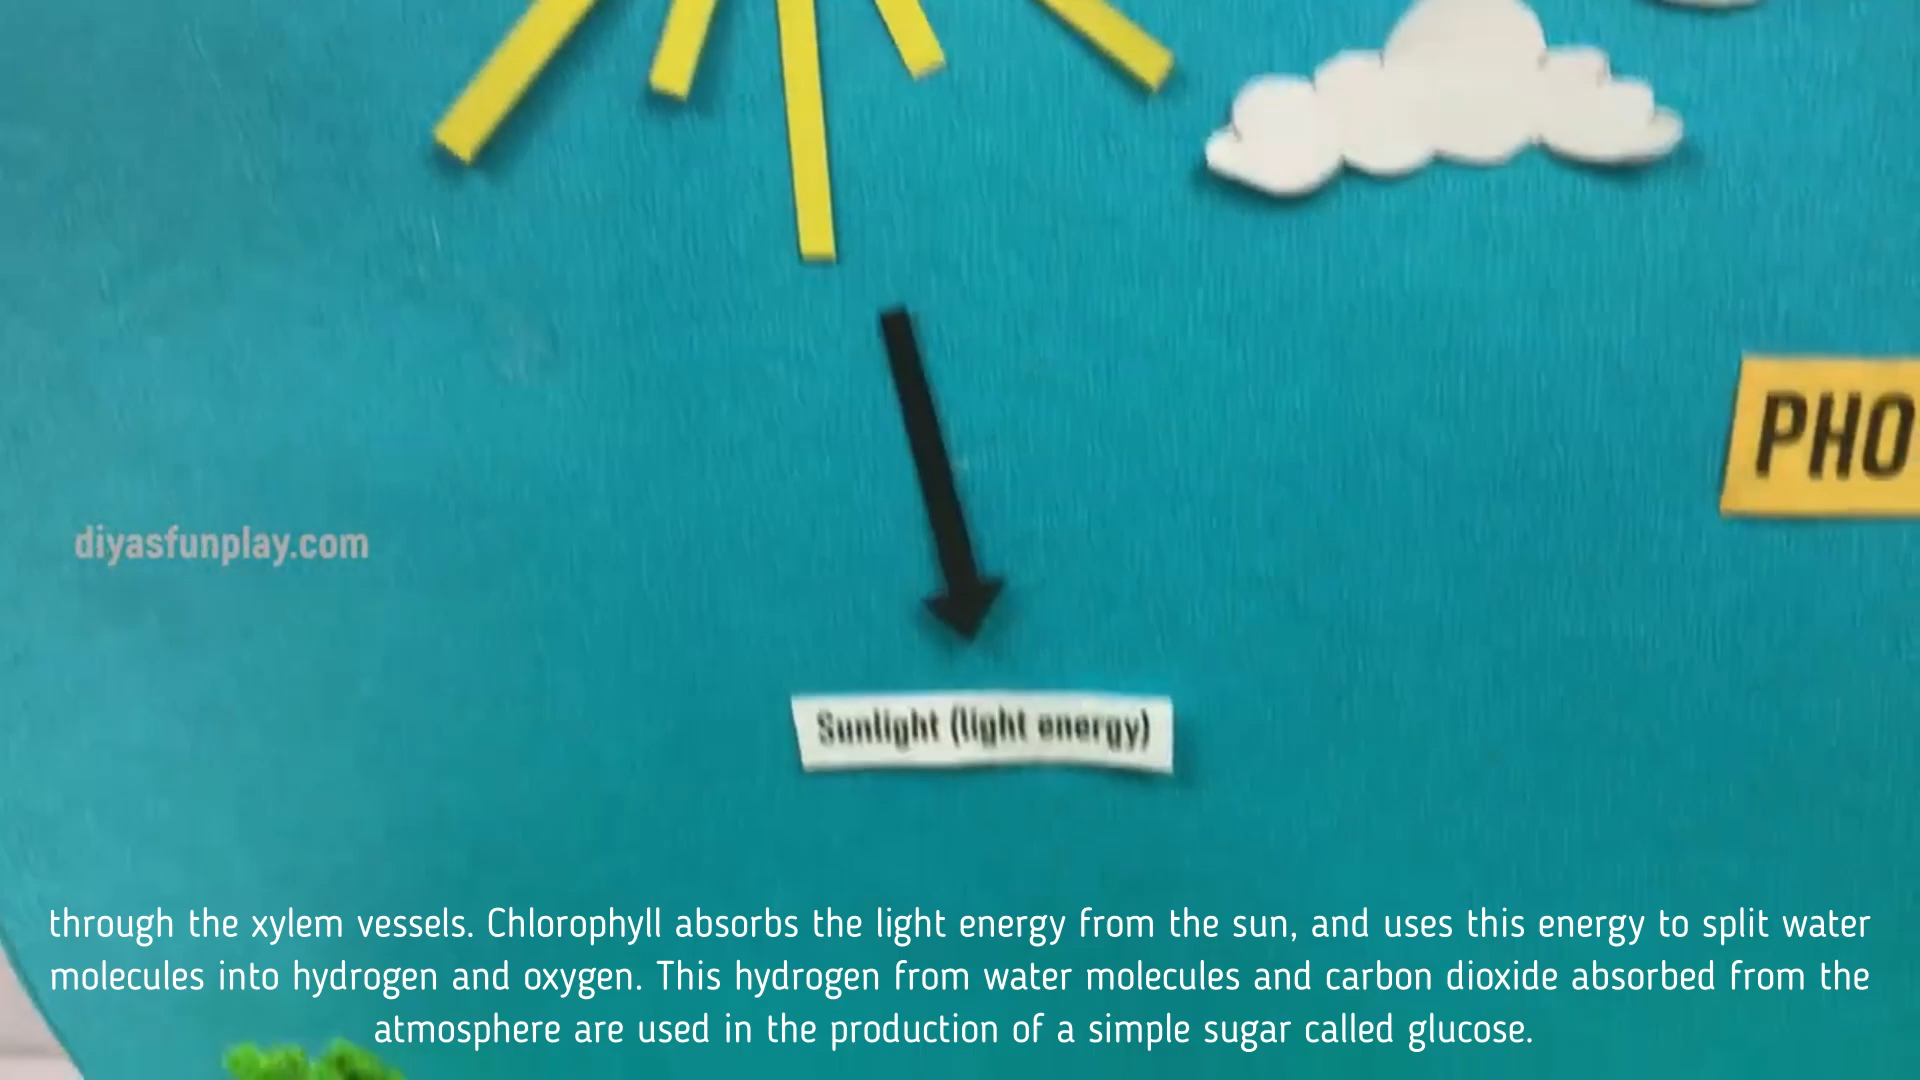 PHO
diyasfunplay.com
Sunlight (light energy)
through the xylem vessels. Chlorophyll absorbs the light energy from the sun, and uses this energy to split water
molecules into hydrogen and oxygen. This hydrogen from water molecules and carbon dioxide absorbed from the
atmosphere are used in the production of a simple sugar called glucose.